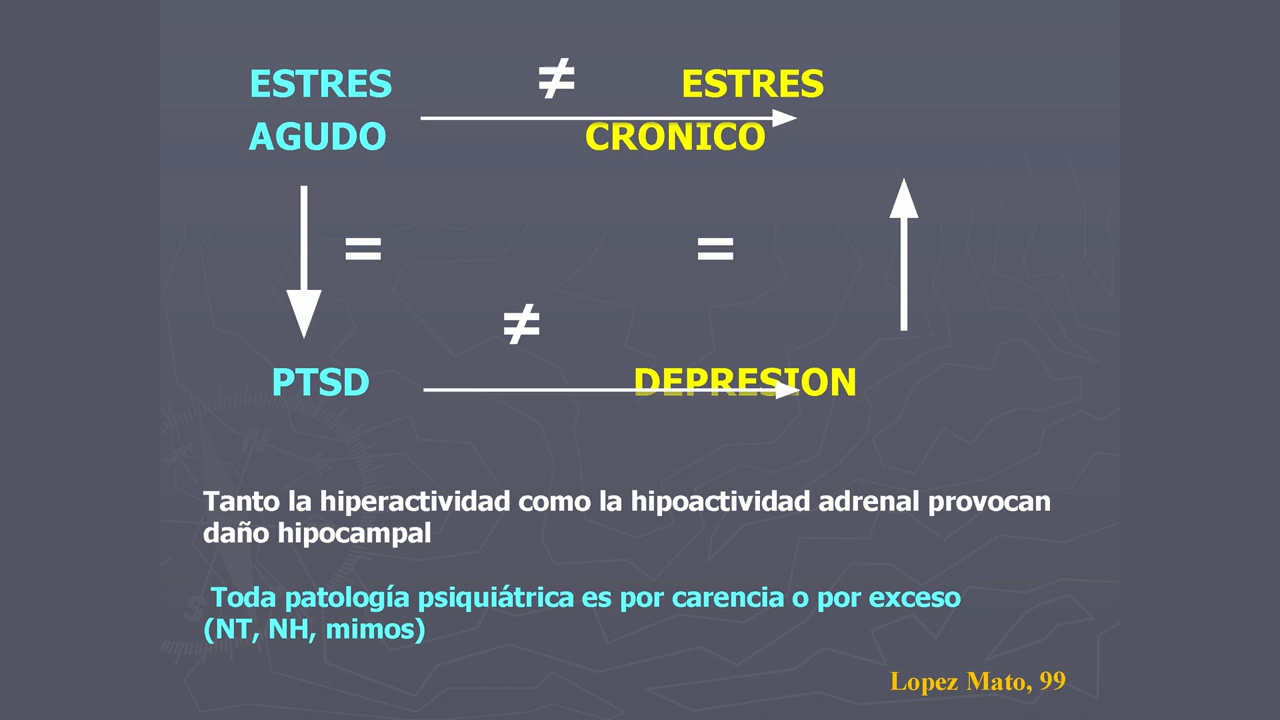 ESTRES ≠ ESTRES
AGUDO CRONICO
= =
≠
PTSD DEPRESION
Tanto la hiperactividad como la hipoactividad adrenal provocan
daño hipocampal
Toda patología psiquiátrica es por carencia o por exceso
(NT, NH, mimos)
Lopez Mato, 99
N
S